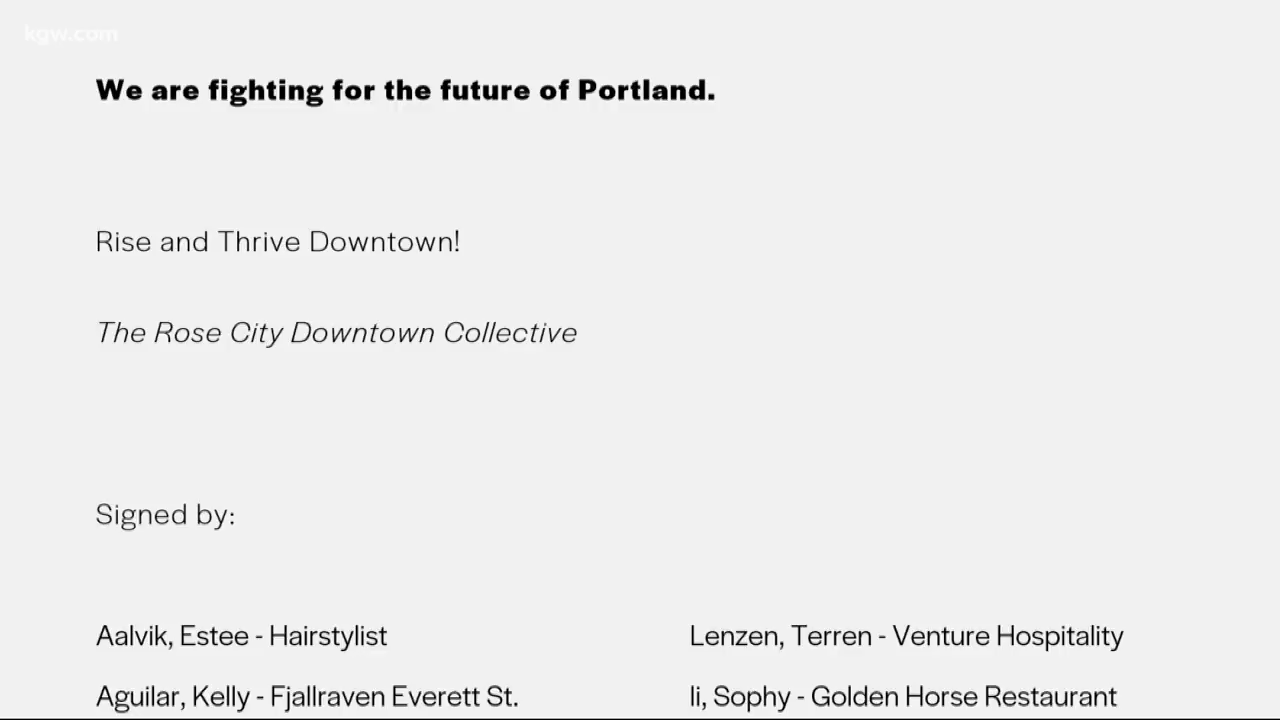 kgw.com
We are fighting for the future of Portland.
Rise and Thrive Downtown!
The Rose City Downtown Collective
Signed by:
Aalvik, Estee - Hairstylist
Lenzen, Terren - Venture Hospitality
Aguilar, Kelly - Fjallraven Everett St.
li, Sophy - Golden Horse Restaurant